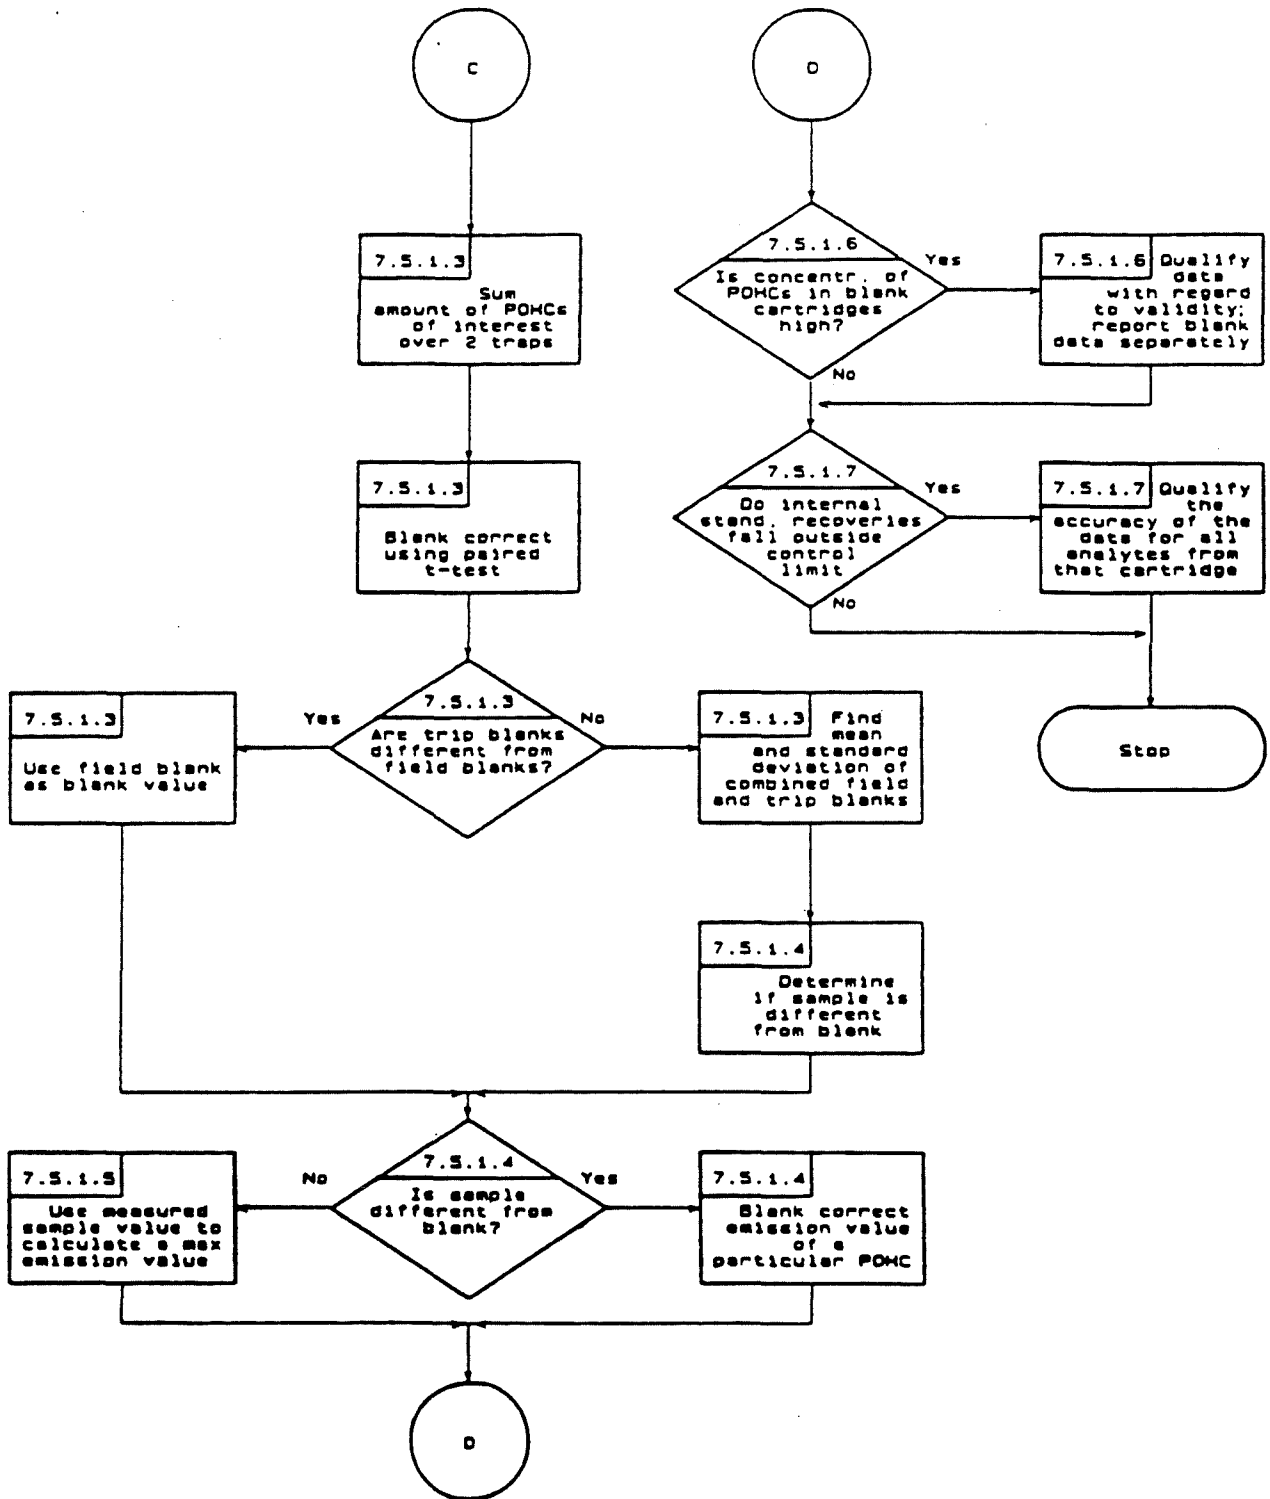 C
7.5.1.3
Sum
amount of POHCs
of interest
over 2 traps
7.5.1.3
Blank correct
using paired
t-test
7.5.1.3
Are trip blanks
different from
field blanks?
Yes
No
7.5.1.3
Use field blank
as blank value
7.5.1.3 Find
mean
and standard
deviation of
combined field
and trip blanks
7.5.1.4
Determine
if sample is
different
from blank
7.5.1.4
Is sample
different from
blank?
No
Yes
7.5.1.5
Use measured
sample value to
calculate a max
emission value
7.5.1.4
Blank correct
emission value
of a
particular POHC
D
D
7.5.1.6
Is concentr. of
POHCs in blank
cartridges
high?
Yes
No
7.5.1.6 Qualify
data
with regard
to validity;
report blank
data separately
7.5.1.7
Do internal
stand. recoveries
fall outside
control
limit
Yes
No
7.5.1.7 Qualify
the
accuracy of the
data for all
analytes from
that cartridge
Stop